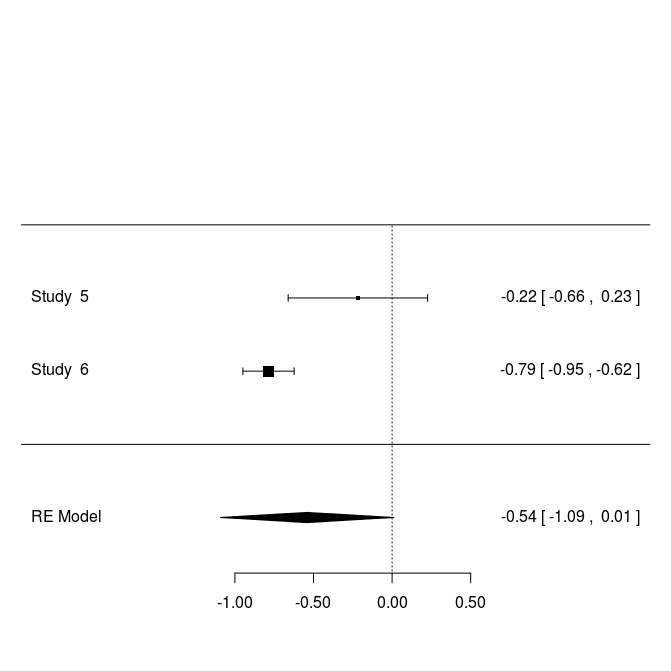 Study  5 -0.22 [ -0.66 ,  0.23 ]
Study  6 -0.79 [ -0.95 , -0.62 ]
RE Model -0.54 [ -1.09 ,  0.01 ]
-1.00 -0.50 0.00 0.50